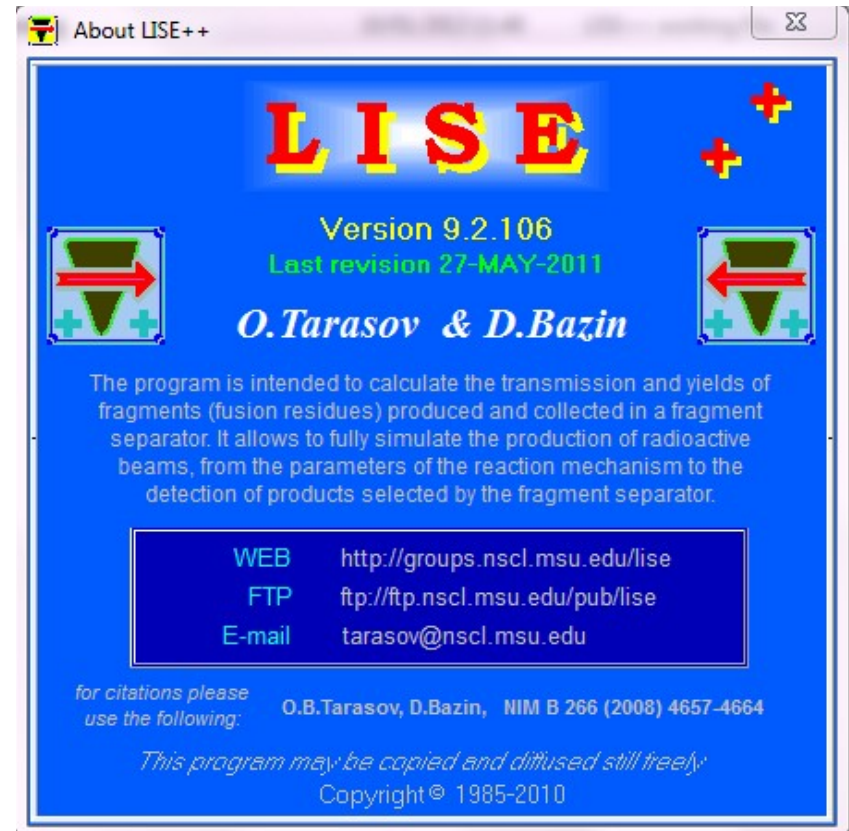 About LISE++
LISE ++
Version 9.2.106
Last revision 27-MAY-2011
O.Tarasov & D.Bazin
The program is intended to calculate the transmission and yields of
fragments (fusion residues) produced and collected in a fragment
separator. It allows to fully simulate the production of radioactive
beams, from the parameters of the reaction mechanism to the
detection of products selected by the fragment separator.
WEB http://groups.nscl.msu.edu/lise
FTP ftp://ftp.nscl.msu.edu/pub/lise
E-mail tarasov@nscl.msu.edu
for citations please
use the following: O.B.Tarasov, D.Bazin, NIM B 266 (2008) 4657-4664
This program may be copied and diffused still freely
Copyright © 1985-2010